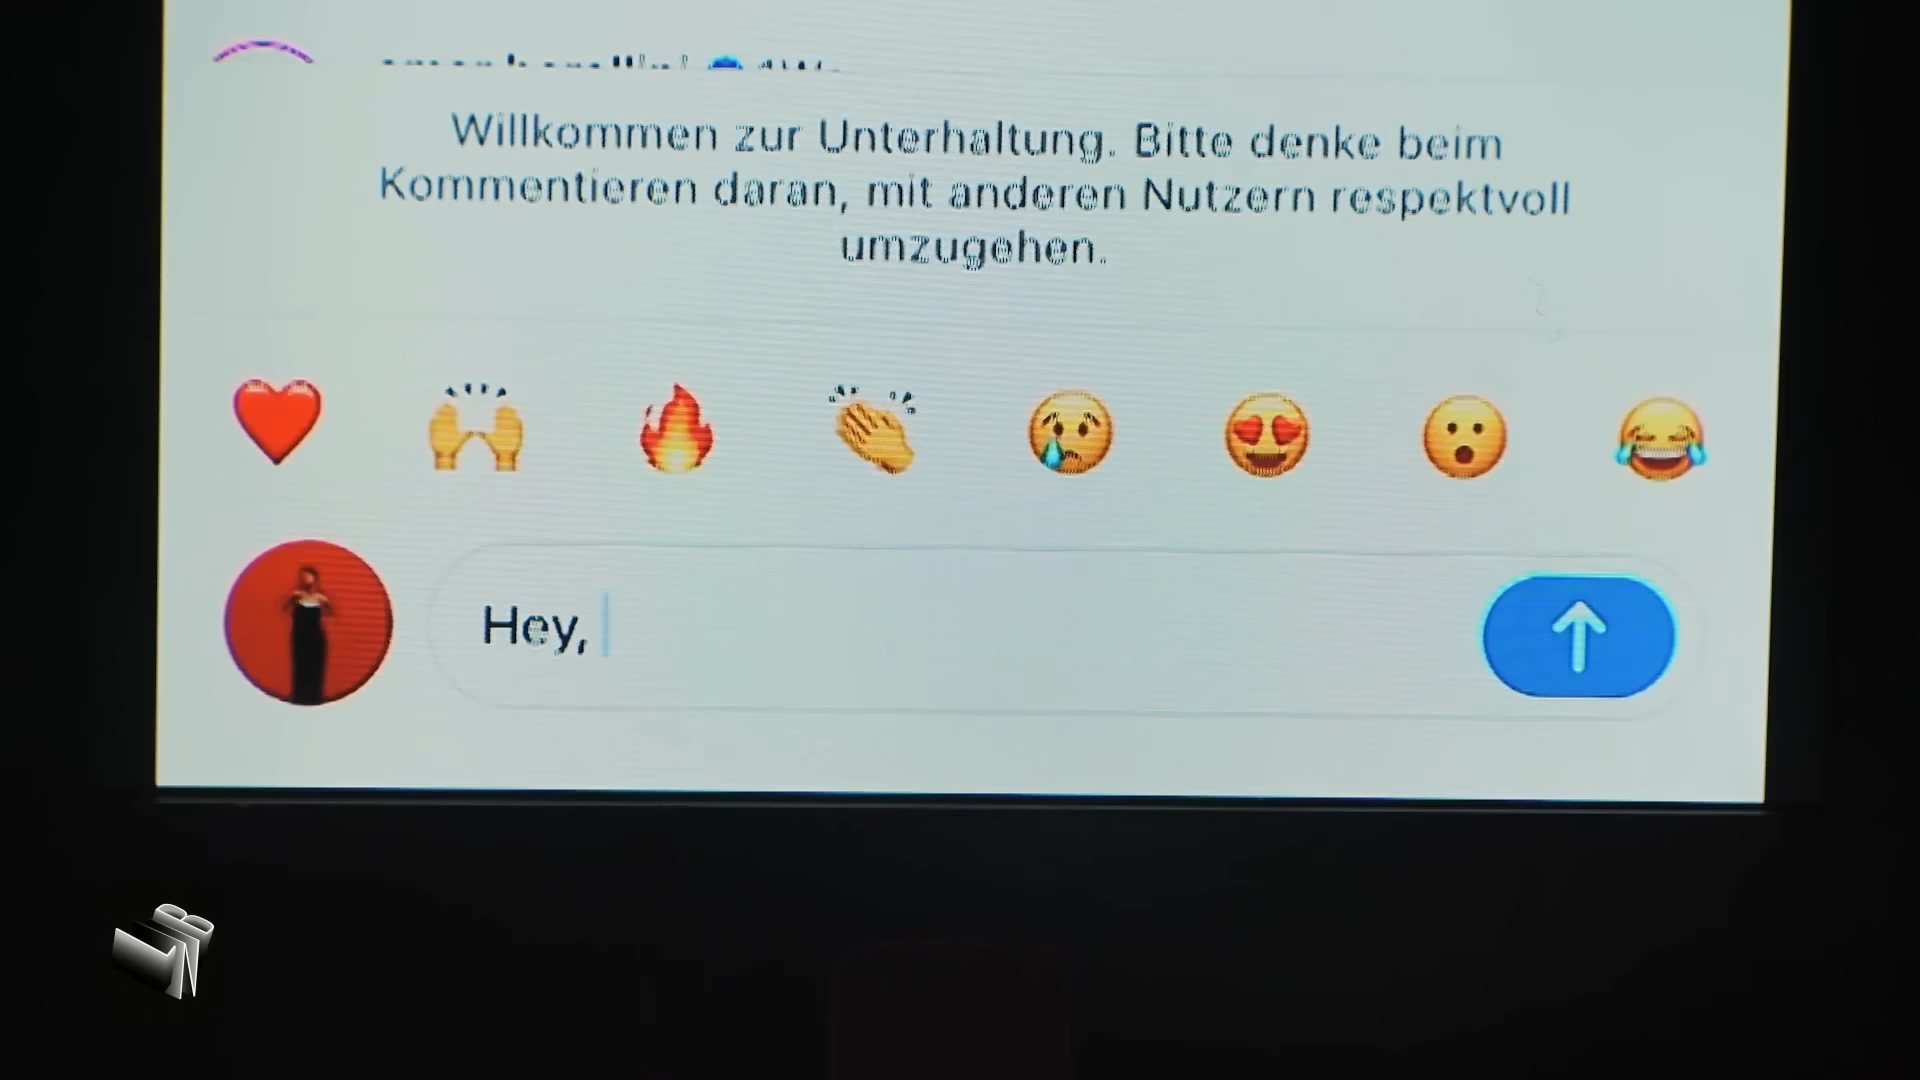 Willkommen zur Unterhaltung. Bitte denke beim
Kommentieren daran, mit anderen Nutzern respektvoll
umzugehen.
Hey,